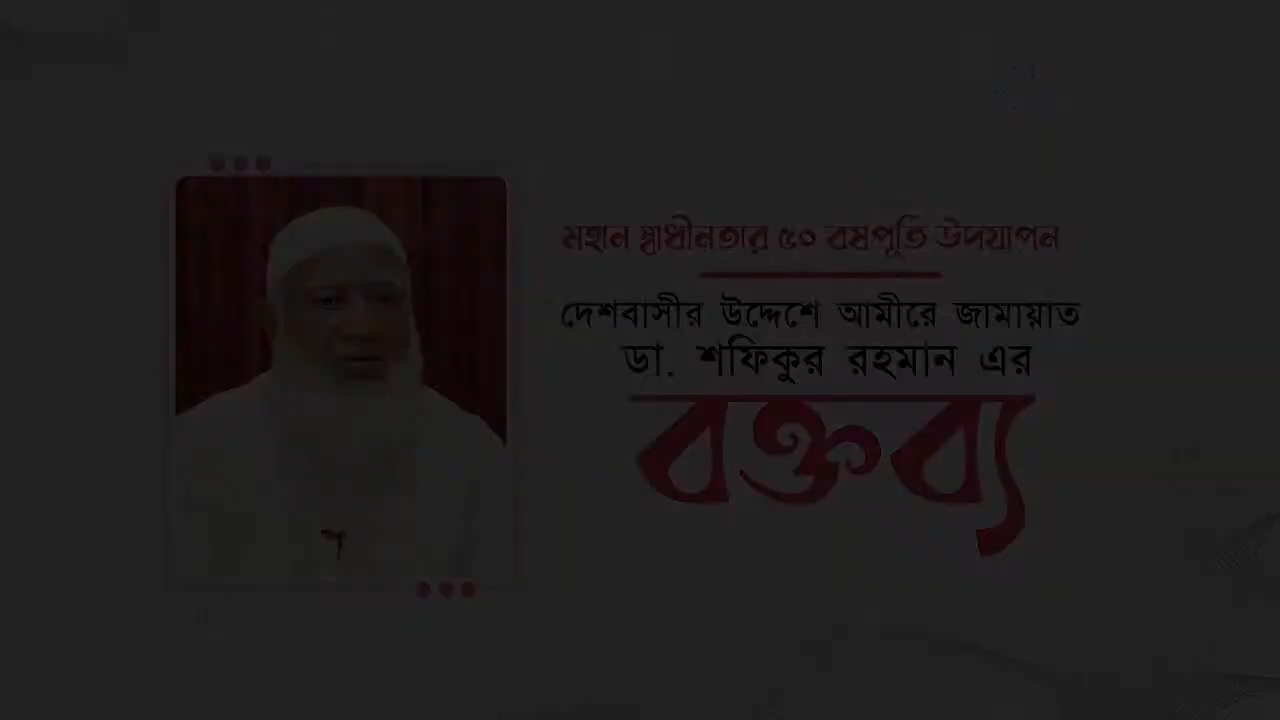 মহান স্বাধীনতার ৫০ বর্ষপূর্তি উদযাপন
দেশবাসীর উদ্দেশে আমীরে জামায়াত
ডা. শফিকুর রহমান এর
বক্তব্য